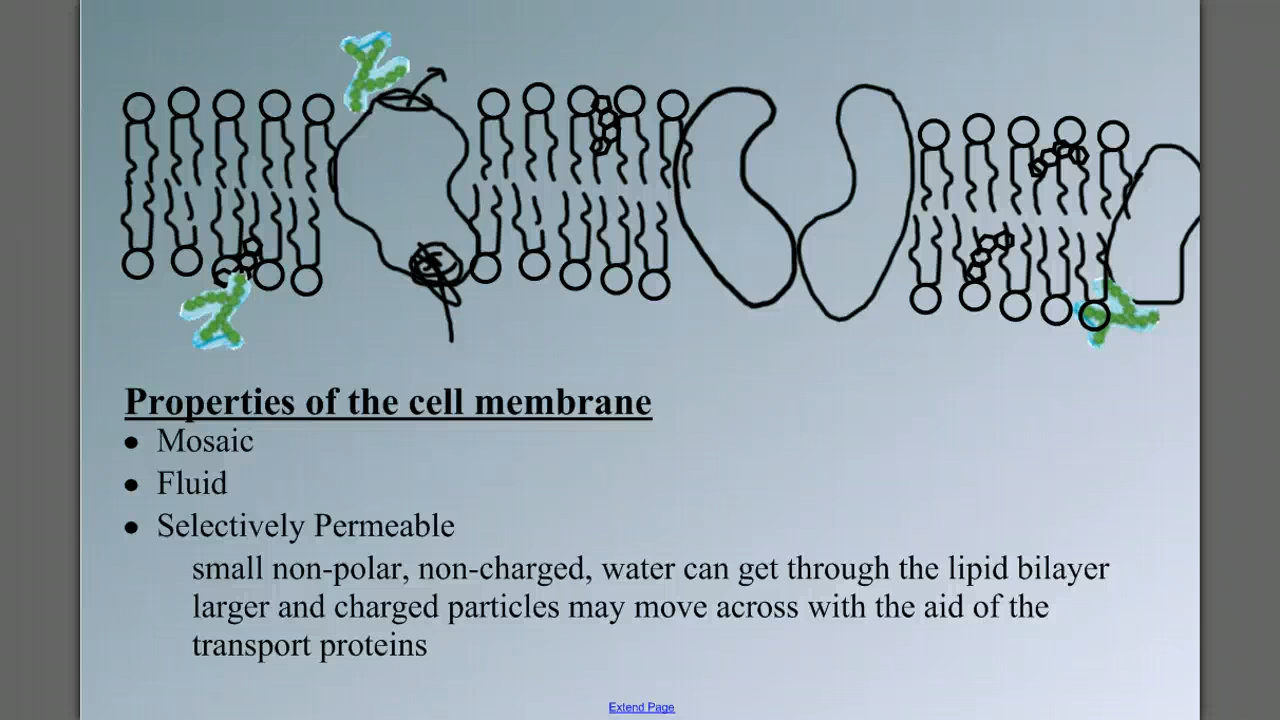 Properties of the cell membrane
• Mosaic
• Fluid
• Selectively Permeable
small non-polar, non-charged, water can get through the lipid bilayer
larger and charged particles may move across with the aid of the
transport proteins
Extend Page